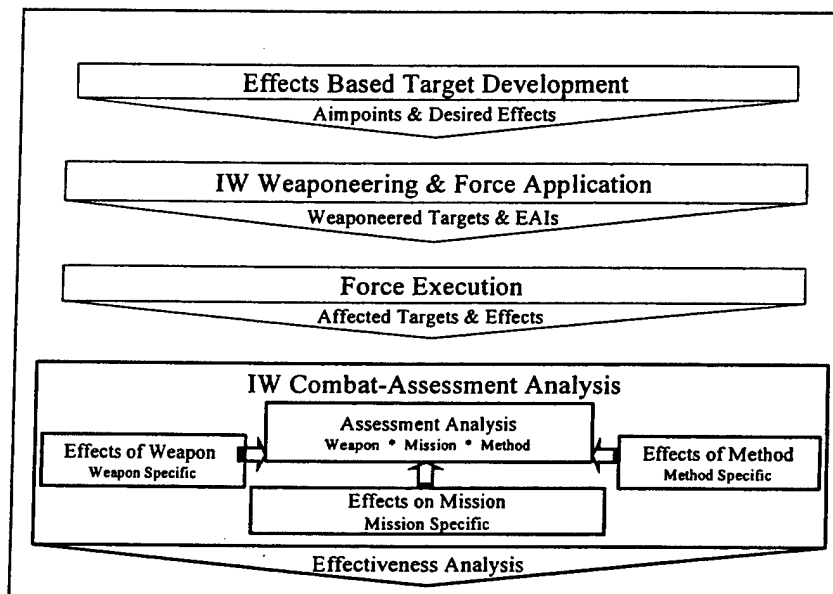 Effects Based Target Development
Aimpoints & Desired Effects
IW Weaponeering & Force Application
Weaponeered Targets & EAIs
Force Execution
Affected Targets & Effects
IW Combat-Assessment Analysis
Assessment Analysis
Weapon * Mission * Method
Effects of Weapon
Weapon Specific
Effects of Method
Method Specific
Effects on Mission
Mission Specific
Effectiveness Analysis